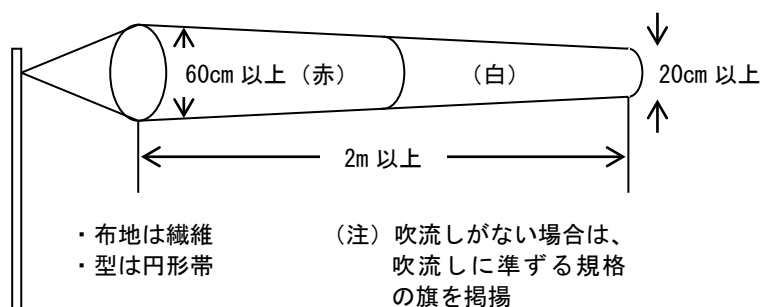 60cm 以上（赤）
（白）
20cm 以上
2m 以上
・布地は繊維
・型は円形帯
（注）吹流しがない場合は、
吹流しに準ずる規格
の旗を掲揚